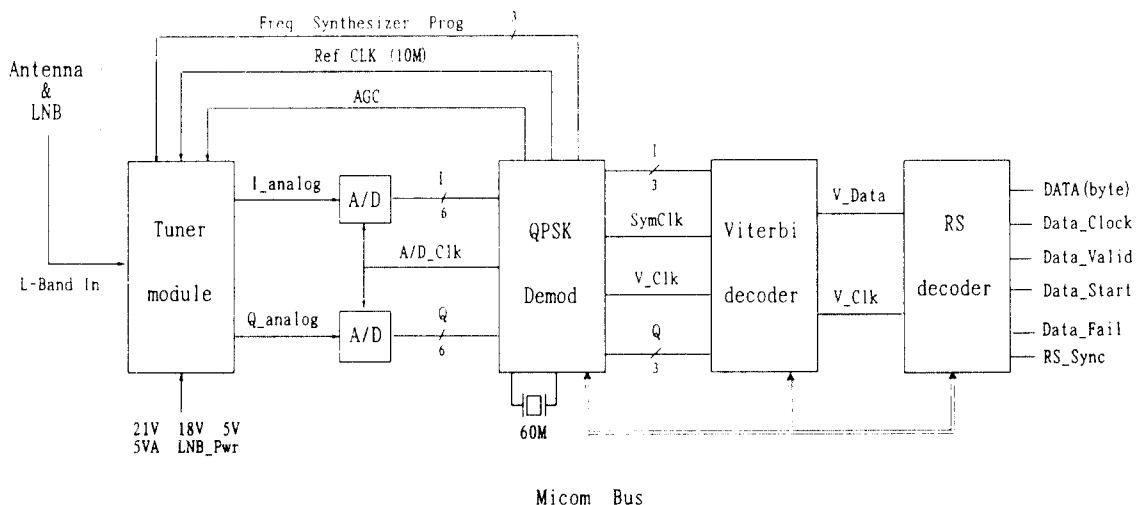 Freq Synthesizer Prog
3
Ref CLK (10M)
AGC
Antenna
&
LNB
L-Band In
Tuner
module
I_analog
Q_analog
A/D
A/D
I
6
A/D_Clk
Q
6
QPSK
Demod
I
3
SymClk
V_Clk
Q
3
Viterbi
decoder
V_Data
V_Clk
RS
decoder
DATA(byte)
Data_Clock
Data_Valid
Data_Start
Data_Fail
RS_Sync
21V 18V 5V
5VA LNB_Pwr
60M
Micom Bus